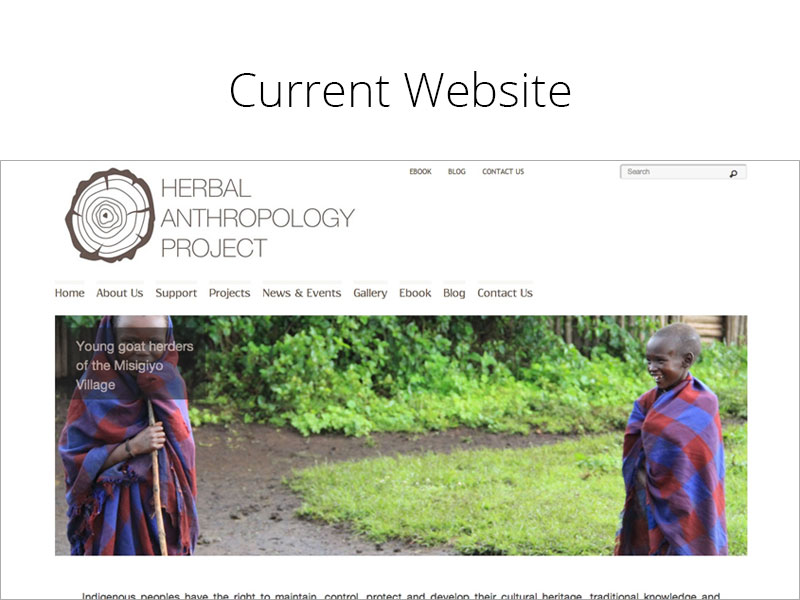 Current Website
EBOOK BLOG CONTACT US
Search
HERBAL
ANTHROPOLOGY
PROJECT
Home About Us Support Projects News & Events Gallery Ebook Blog Contact Us
Young goat herders
of the Misigiyo
Village
Indigenous peoples have the right to maintain, control, protect and develop their cultural heritage, traditional knowledge and